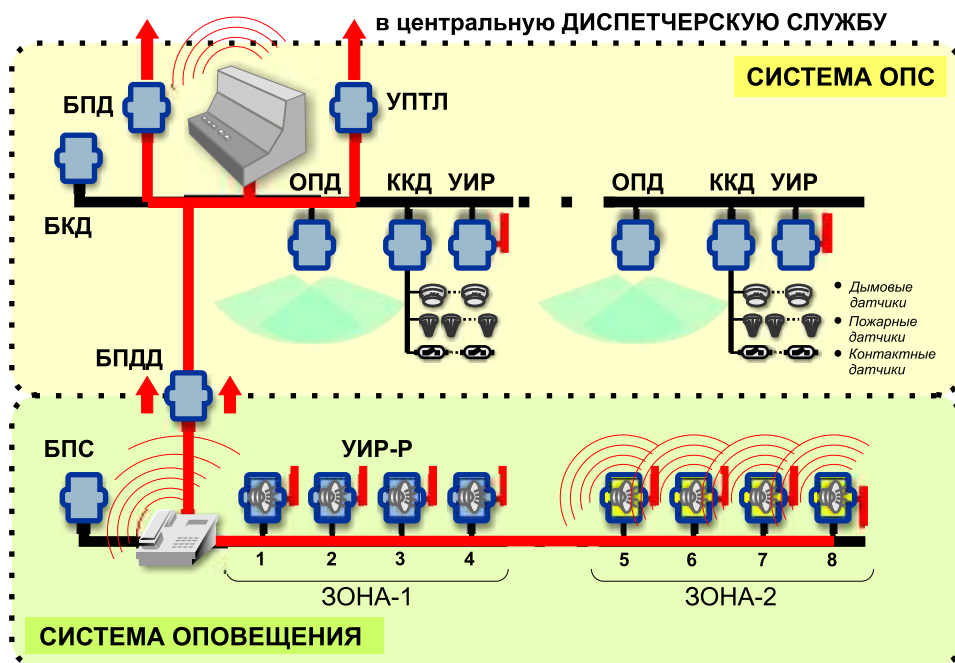 в центральную ДИСПЕТЧЕРСКУЮ СЛУЖБУ
СИСТЕМА ОПС
БПД
УПТЛ
БКД
ОПД ККД УИР
ОПД ККД УИР
• Дымовые
датчики
• Пожарные
датчики
• Контактные
датчики
БПДД
БПС
УИР-Р
1 2 3 4
5 6 7 8
ЗОНА-1
ЗОНА-2
СИСТЕМА ОПОВЕЩЕНИЯ